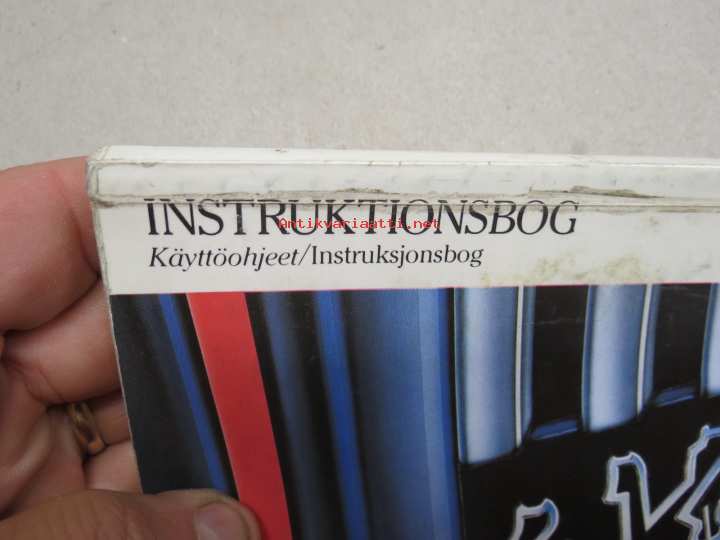 INSTRUKTIONSBOG
Antikvariaatti.net
Käyttöohjeet/Instruksjonsbog